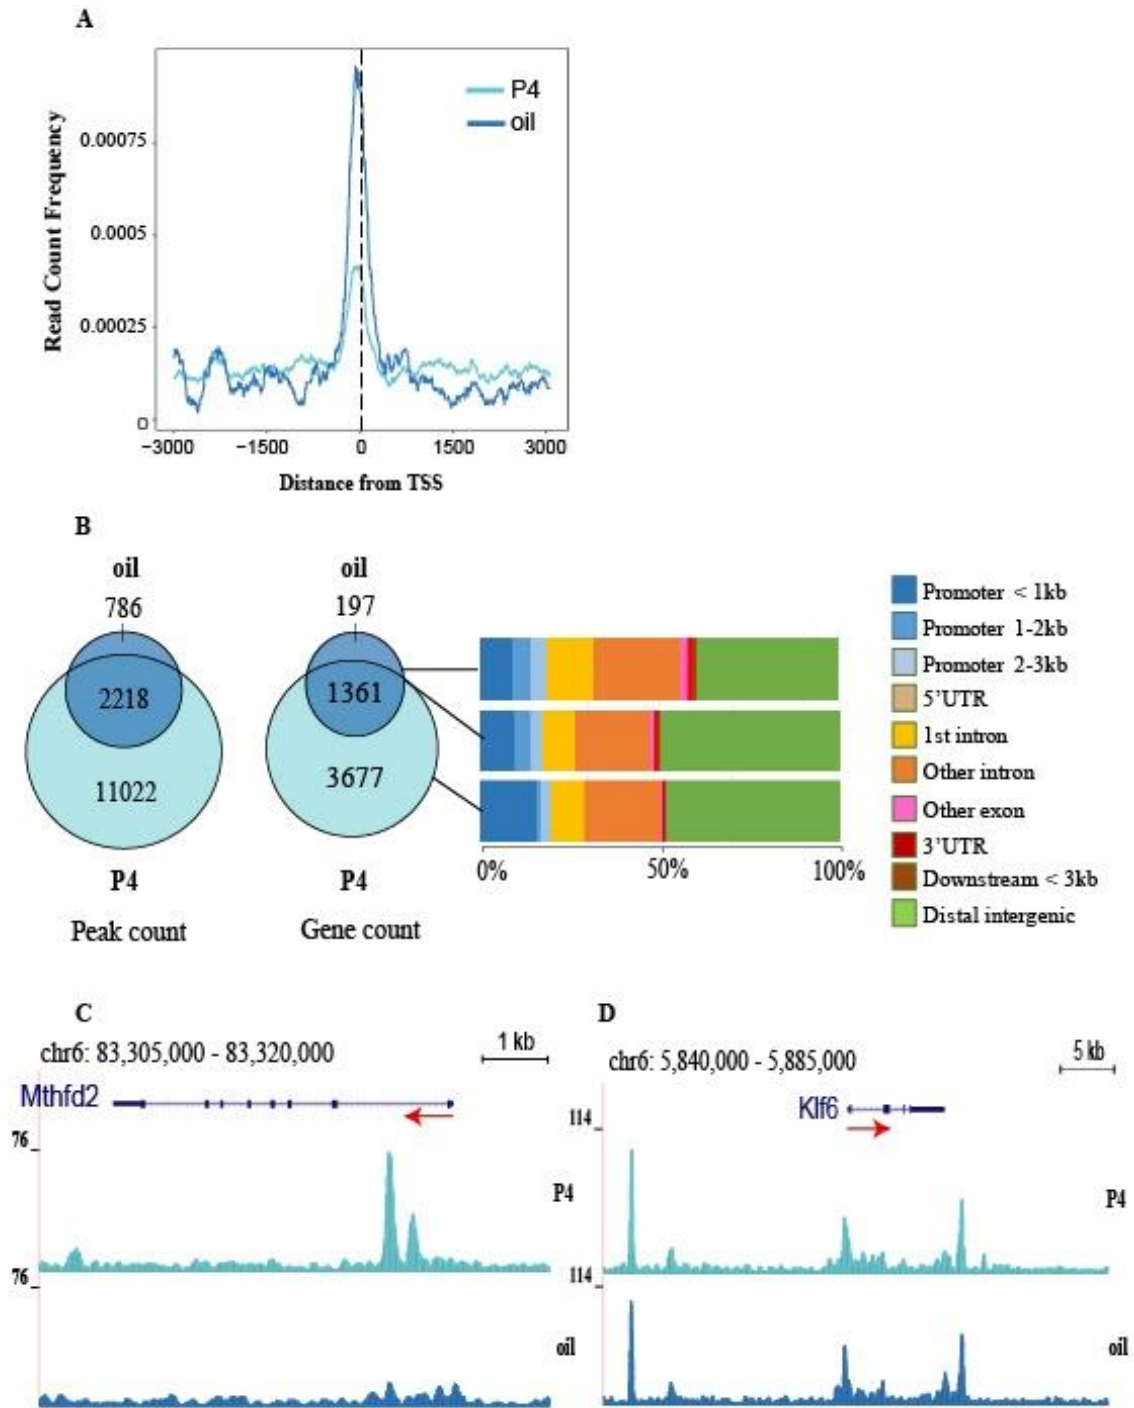 A
P4
oil
Read Count Frequency
0.00075
0.0005
0.00025
0
−3000 −1500 0 1500 3000
Distance from TSS
B
oil oil
786 197
2218 1361
11022 3677
P4 P4
Peak count Gene count
0% 50% 100%
Promoter < 1kb
Promoter 1-2kb
Promoter 2-3kb
5’UTR
1st intron
Other intron
Other exon
3’UTR
Downstream < 3kb
Distal intergenic
C
chr6: 83,305,000 - 83,320,000
1 kb
Mthfd2
76
P4
76
oil
D
chr6: 5,840,000 - 5,885,000
5 kb
Klf6
114
P4
114
oil